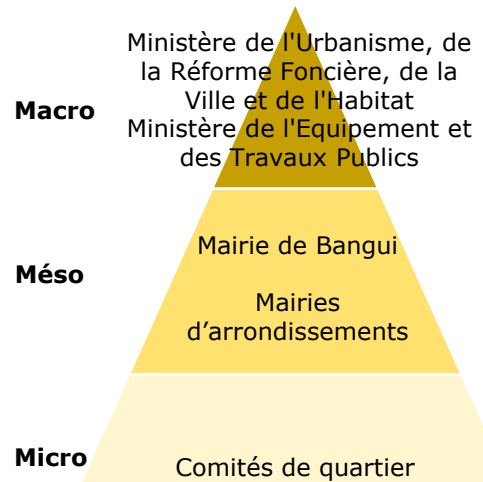 Ministère de l'Urbanisme, de
la Réforme Foncière, de la
Ville et de l'Habitat
Macro
Ministère de l'Equipement et
des Travaux Publics
Mairie de Bangui
Méso
Mairies
d’arrondissements
Micro
Comités de quartier